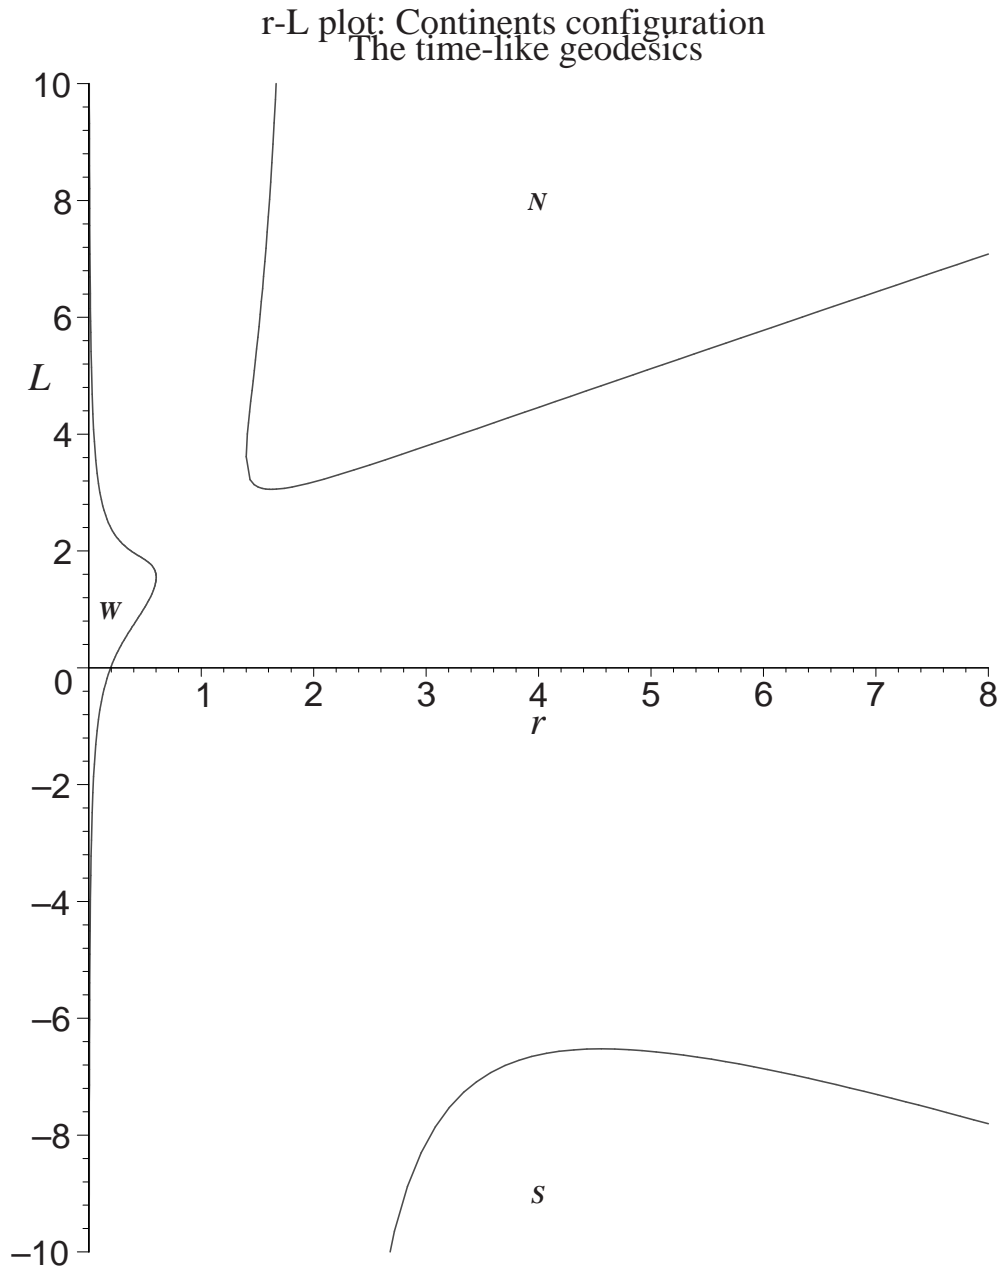 r-L plot: Continents configuration
The time-like geodesics
10
8
N
6
L
4
2
W
0
1 2 3 4 5 6 7 8
r
–2
–4
–6
–8
S
–10